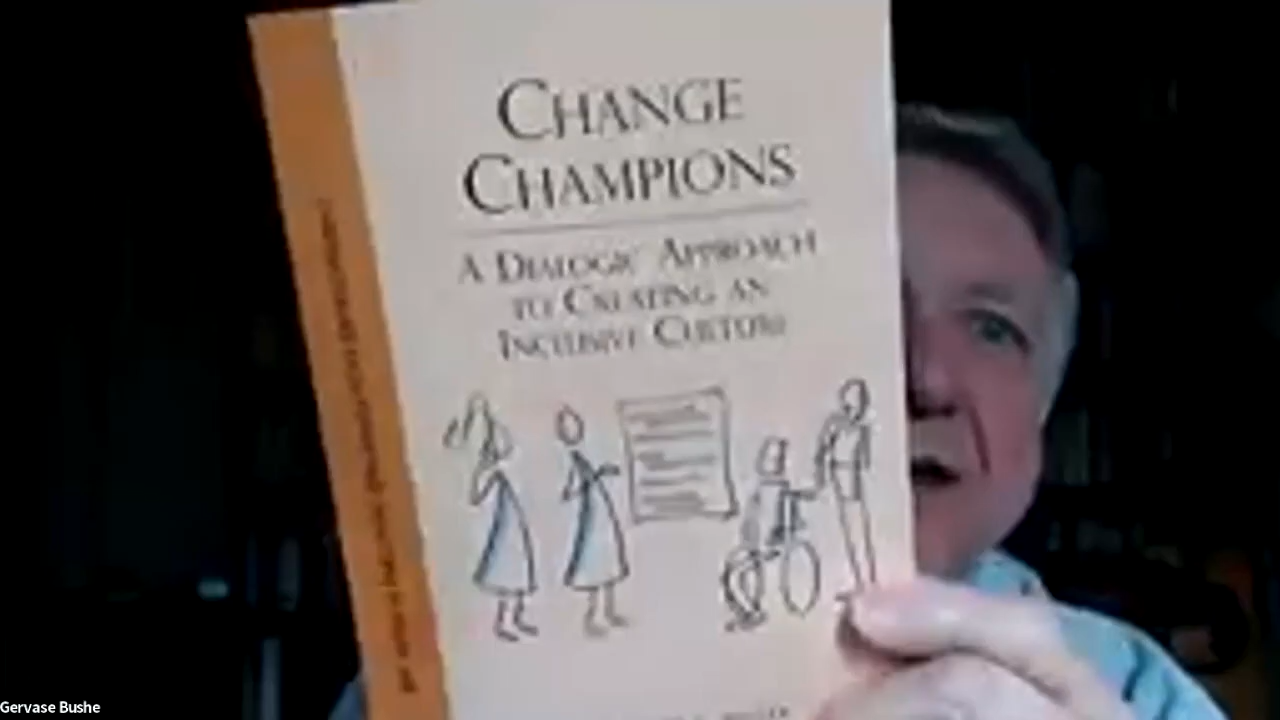 CHANGE
CHAMPIONS
A DIALOGIC APPROACH
TO CREATING AN
INCLUSIVE CULTURE
Gervase Bushe